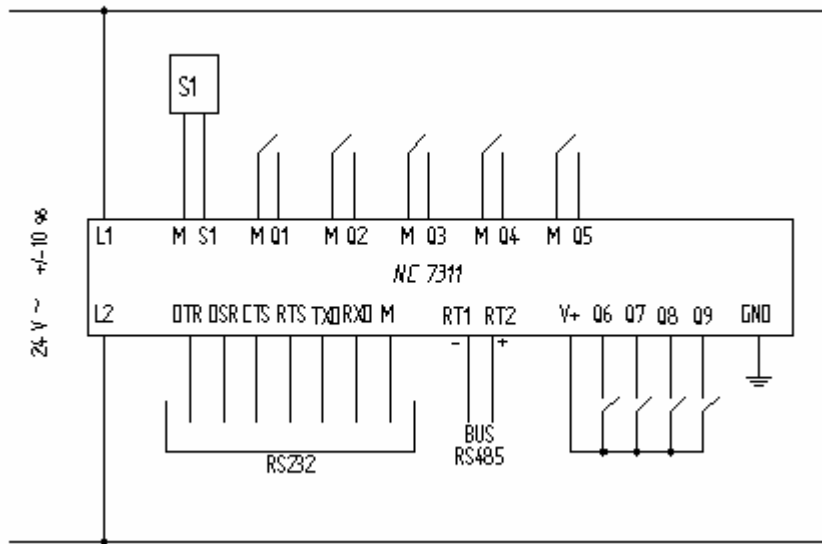 S1
24 V ~ +/-10 %
L1 M S1 M Q1 M Q2 M Q3 M Q4 M Q5
NC 7311
L2 DTR DSR CTS RTS TXD RXD M RT1 RT2 V+ Q6 Q7 Q8 Q9 GND
- +
BUS
RS485
RS232